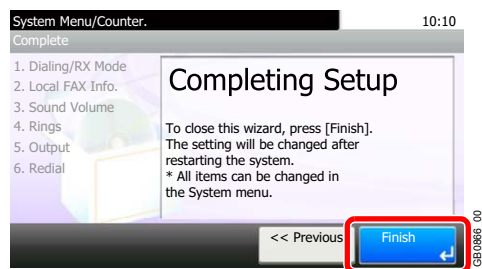 System Menu/Counter.
10:10
Complete
1. Dialing/RX Mode
2. Local FAX Info.
3. Sound Volume
4. Rings
5. Output
6. Redial
Completing Setup
To close this wizard, press [Finish].
The setting will be changed after
restarting the system.
* All items can be changed in
the System menu.
<< Previous
Finish
GB0866 00